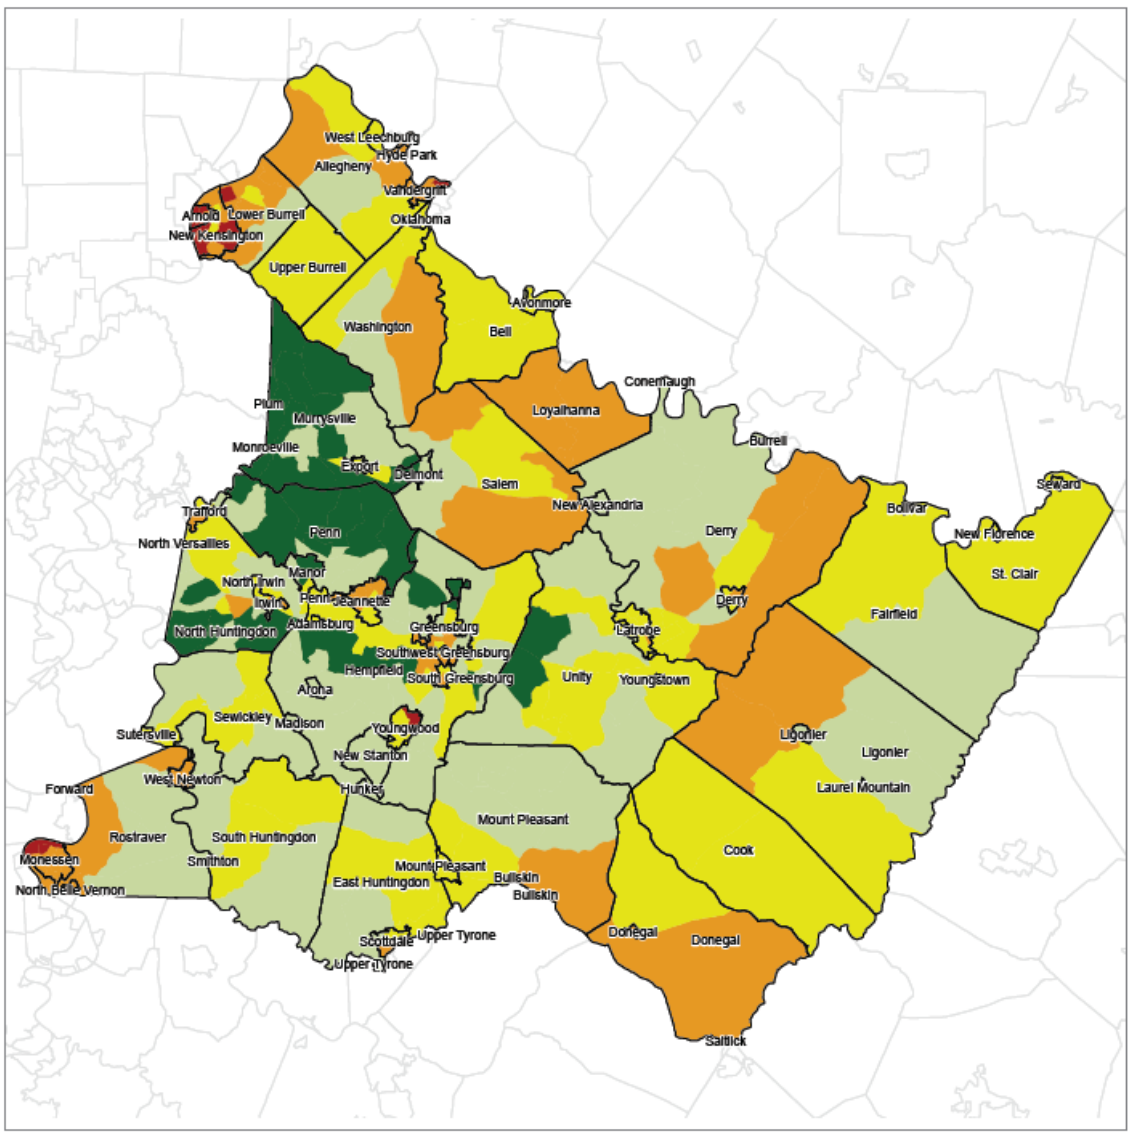 West Leechburg
Hyde Park
Allegheny
Vandergrift
Arnold
Lower Burrell
Oklahoma
New Kensington
Upper Burrell
Avonmore
Washington
Bell
Conemaugh
Plum
Loyalhanna
Murrysville
Burrell
Monroeville
Export
Delmont
Salem
Seward
New Alexandria
Bolivar
Trafford
Penn
Derry
New Florence
North Versailles
Manor
St. Clair
North Irwin
Penn
Jeannette
Irwin
Derry
Fairfield
Adamsburg
Greensburg
North Huntingdon
Latrobe
Southwest Greensburg
Hempfield
South Greensburg
Unity
Youngstown
Arona
Sewickley
Madison
Youngwood
Sutersville
Ligonier
Ligonier
New Stanton
West Newton
Forward
Hunker
Laurel Mountain
Mount Pleasant
Rostraver
South Huntingdon
Cook
Monessen
Smithton
Mount Pleasant
Bullskin
East Huntingdon
North Belle Vernon
Bullskin
Donegal
Donegal
Scottdale
Upper Tyrone
Upper Tyrone
Saltlick